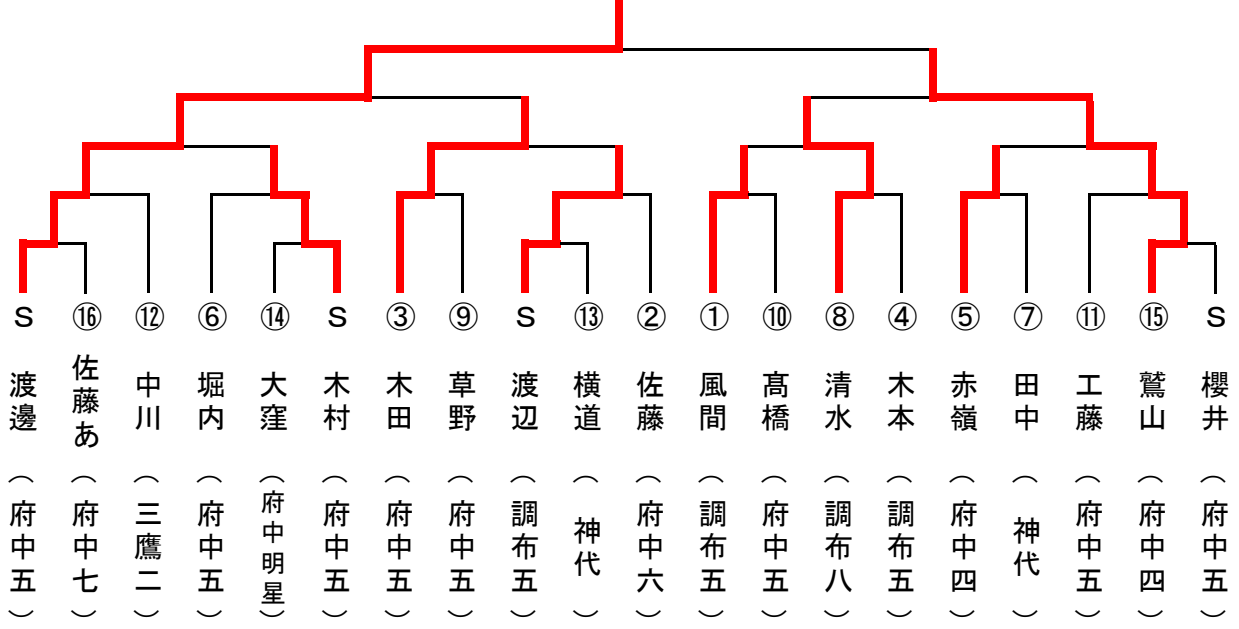 S ⑯ ⑫ ⑥ ⑭ S ③ ⑨ S ⑬ ② ① ⑩ ⑧ ④ ⑤ ⑦ ⑪ ⑮ S
渡邊 佐藤あ 中川 堀内 大窪 木村 木田 草野 渡辺 横道 佐藤 風間 髙橋 清水 木本 赤嶺 田中 工藤 鷲山 櫻井
（府中五） （府中七） （三鷹二） （府中五） （府中明星） （府中五） （府中五） （府中五） （調布五） （神代） （府中六） （調布五） （府中五） （調布八） （調布五） （府中四） （神代） （府中五） （府中四） （府中五）